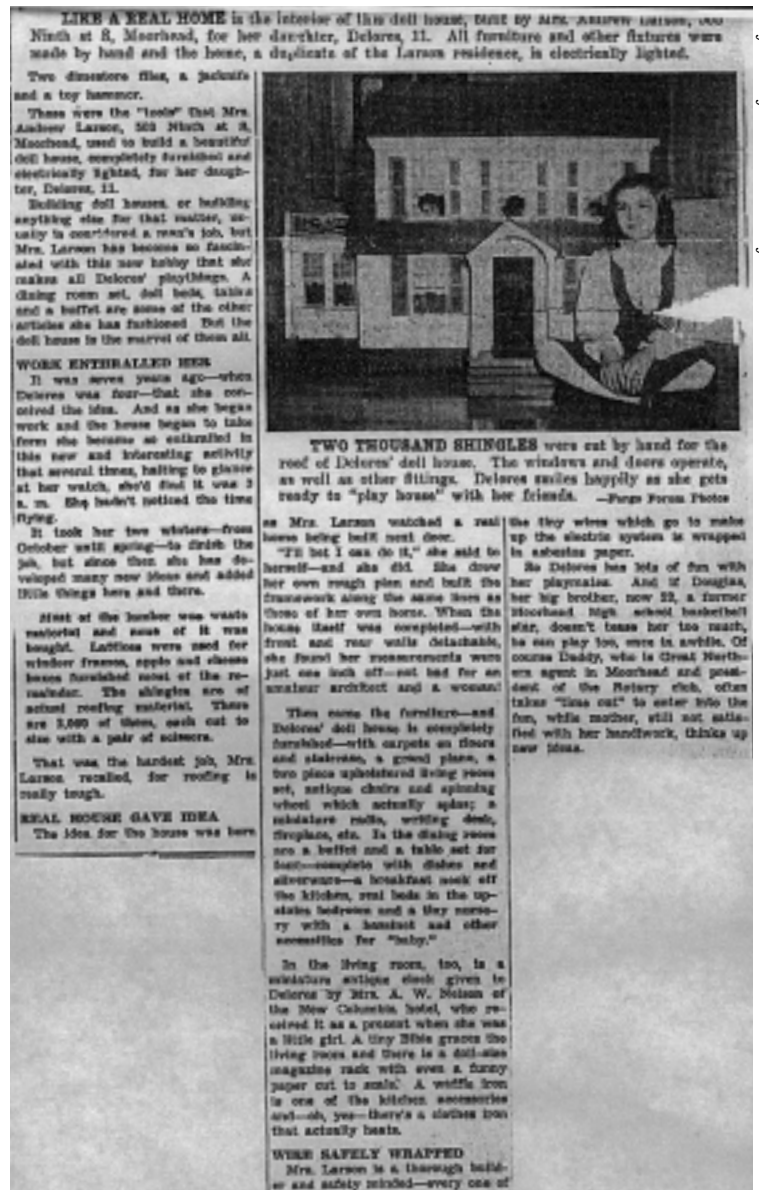 LIKE A REAL HOME is the interior of this doll house, built by Mrs. Andrew Larson, 500
Ninth st S, Moorhead, for her daughter, Delores, 11. All furniture and other fixtures were
made by hand and the home, a duplicate of the Larson residence, is electrically lighted.
Two dimestore files, a jacknife
and a toy hammer.
These were the "tools" that Mrs.
Andrew Larson, 500 Ninth st S,
Moorhead, used to build a beautiful
doll house, completely furnished and
electrically lighted, for her daugh-
ter, Delores, 11.
Building doll houses, or building
anything else for that matter, us-
ually is considered a man's job, but
Mrs. Larson has become so fascin-
ated with this new hobby that she
makes all Delores' playthings. A
dining room set, doll beds, tables
and a buffet are some of the other
articles she has fashioned. But the
doll house is the marvel of them all.
WORK ENTHRALLED HER
It was seven years ago—when
Delores was four—that she con-
ceived the idea. And as she began
work and the house began to take
form she became so enthralled in
this new and interesting activity
that several times, halting to glance
at her watch, she'd find it was 3
a. m. She hadn't noticed the time
flying.
It took her two winters—from
October until spring—to finish the
job, but since then she has de-
veloped many new ideas and added
little things here and there.
Most of the lumber was waste
material and none of it was
bought. Lattices were used for
window frames, apple and cheese
boxes furnished most of the re-
mainder. The shingles are of
actual roofing material. There
are 2,000 of them, each cut to
size with a pair of scissors.
That was the hardest job, Mrs.
Larson recalled, for roofing is
really tough.
REAL HOUSE GAVE IDEA
The idea for the house was born
TWO THOUSAND SHINGLES were cut by hand for the
roof of Delores' doll house. The windows and doors operate,
as well as other fittings. Delores smiles happily as she gets
ready to "play house" with her friends. —Fargo Forum Photos
as Mrs. Larson watched a real
home being built next door.
"I'll bet I can do it," she said to
herself—and she did. She drew
her own rough plan and built the
framework along the same lines as
those of her own home. When the
house itself was completed—with
front and rear walls detachable,
she found her measurements were
just one inch off—not bad for an
amateur architect and a woman!
Then came the furniture—and
Delores' doll house is completely
furnished—with carpets on floors
and staircase, a grand piano, a
two piece upholstered living room
set, antique chairs and spinning
wheel which actually spins; a
miniature radio, writing desk,
fireplace, etc. In the dining room
are a buffet and a table set for
four—complete with dishes and
silverware—a breakfast nook off
the kitchen, real beds in the up-
stairs bedrooms and a tiny nurse-
ry with a bassinet and other
necessities for "baby."
In the living room, too, is a
miniature antique clock given to
Delores by Mrs. A. W. Nelson of
the New Columbia hotel, who re-
ceived it as a present when she was
a little girl. A tiny Bible graces the
living room and there is a doll-size
magazine rack with even a funny
paper cut to scale. A waffle iron
is one of the kitchen accessories
and—oh, yes—there's a clothes iron
that actually heats.
WIRE SAFELY WRAPPED
Mrs. Larson is a thorough build-
er and safety minded—every one of
the tiny wires which go to make
up the electric system is wrapped
in asbestos paper.
So Delores has lots of fun with
her playmates. And if Douglas,
her big brother, now 22, a former
Moorhead high school basketball
star, doesn't tease her too much,
he can play too, once in awhile. Of
course Daddy, who is Great North-
ern agent in Moorhead and presi-
dent of the Rotary club, often
takes "time out" to enter into the
fun, while mother, still not satis-
fied with her handiwork, thinks up
new ideas.